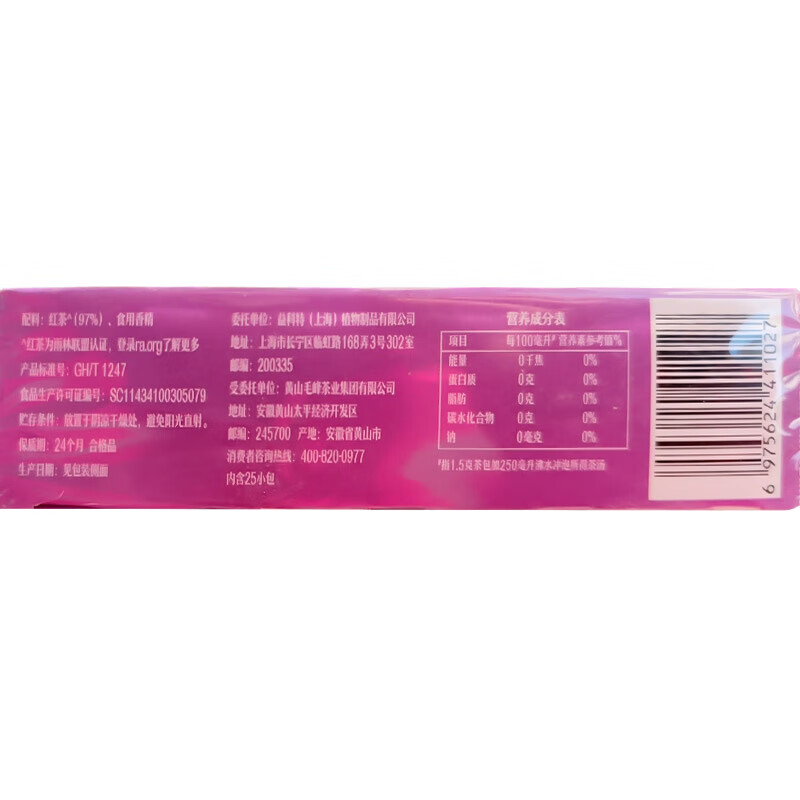 配料：红茶^(97%)、食用香精
^红茶为雨林联盟认证，登录ra.org了解更多
产品标准号：GH/T 1247
食品生产许可证编号：SC11434100305079
贮存条件：放置于阴凉干燥处，避免阳光直射。
保质期：24个月 合格品
生产日期：见包装侧面
委托单位：益科特（上海）植物制品有限公司
地址：上海市长宁区临虹路168弄3号302室
邮编：200335
受委托单位：黄山毛峰茶业集团有限公司
地址：安徽黄山太平经济开发区
邮编：245700 产地：安徽省黄山市
消费者咨询热线：400-820-0977
内含25小包
营养成分表
项目 每100毫升# 营养素参考值%
能量 0千焦 0%
蛋白质 0克 0%
脂肪 0克 0%
碳水化合物 0克 0%
钠 0毫克 0%
#指1.5克茶包加250毫升沸水冲泡所得茶汤
6 975624 411027